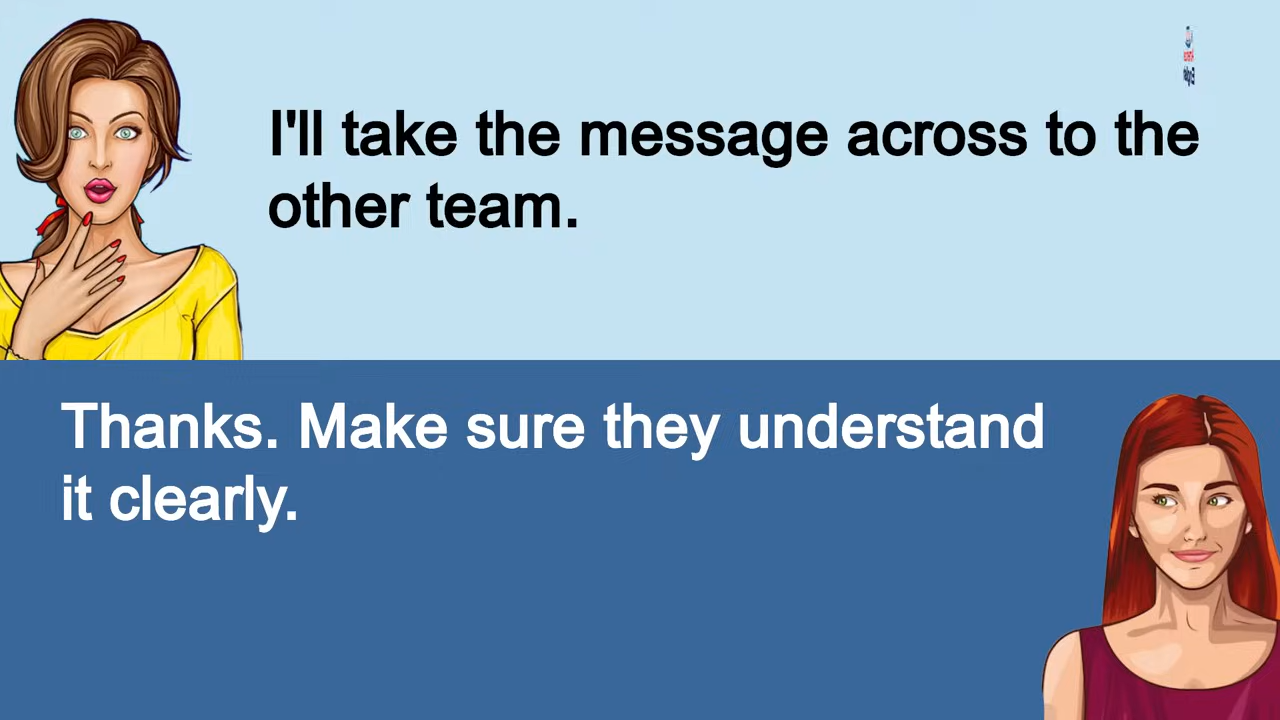 I'll take the message across to the
other team.
Thanks. Make sure they understand
it clearly.